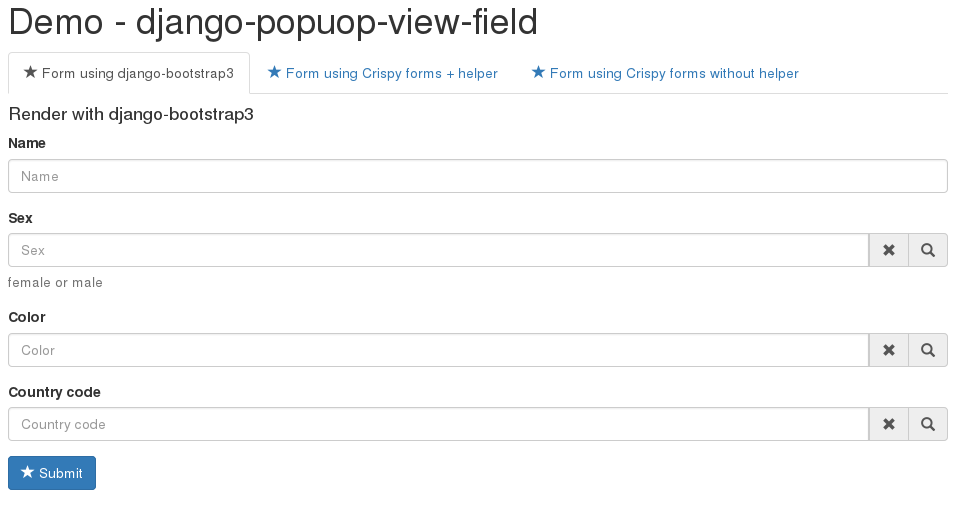 Demo - django-popuop-view-field
Form using django-bootstrap3 Form using Crispy forms + helper Form using Crispy forms without helper
Render with django-bootstrap3
Name
Name
Sex
Sex
female or male
Color
Color
Country code
Country code
Submit